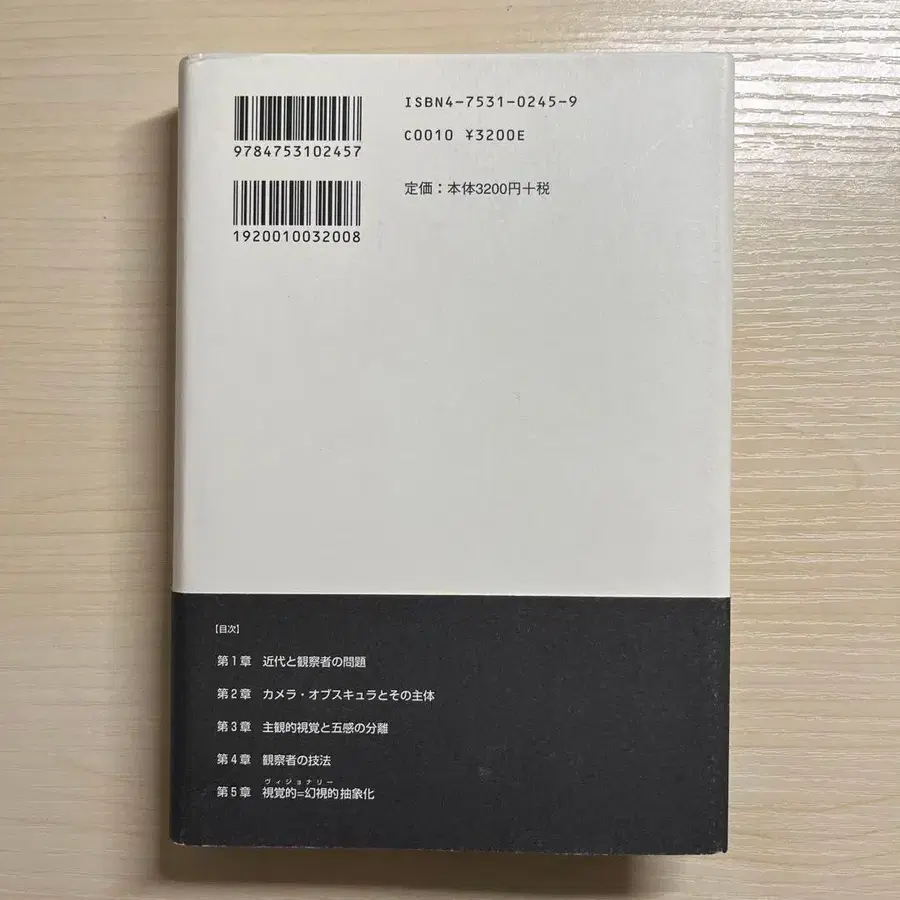 ISBN4-7531-0245-9
9784753102457
C0010 ¥3200E
定価：本体3200円＋税
1920010032008
【目次】
第1章 近代と観察者の問題
第2章 カメラ・オブスキュラとその主体
第3章 主観的視覚と五感の分離
第4章 観察者の技法
ヴィジョナリー
第5章 視覚的=幻視的抽象化